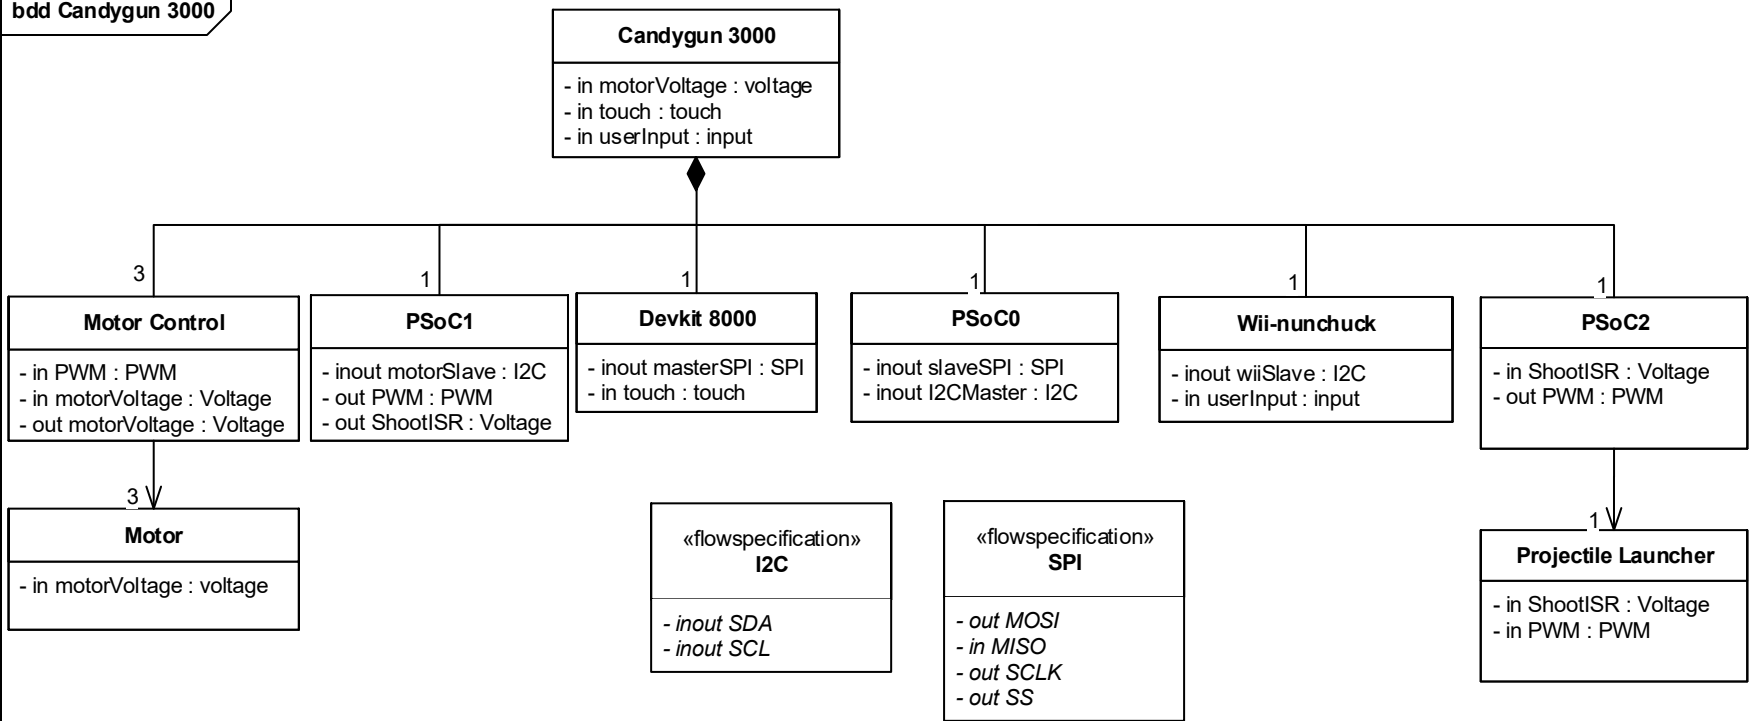 bdd Candygun 3000
Candygun 3000
- in motorVoltage : voltage
- in touch : touch
- in userInput : input
3
1
1
1
1
1
Motor Control
- in PWM : PWM
- in motorVoltage : Voltage
- out motorVoltage : Voltage
PSoC1
- inout motorSlave : I2C
- out PWM : PWM
- out ShootISR : Voltage
Devkit 8000
- inout masterSPI : SPI
- in touch : touch
PSoC0
- inout slaveSPI : SPI
- inout I2CMaster : I2C
Wii-nunchuck
- inout wiiSlave : I2C
- in userInput : input
PSoC2
- in ShootISR : Voltage
- out PWM : PWM
3
Motor
- in motorVoltage : voltage
«flowspecification»
I2C
- inout SDA
- inout SCL
«flowspecification»
SPI
- out MOSI
- in MISO
- out SCLK
- out SS
1
Projectile Launcher
- in ShootISR : Voltage
- in PWM : PWM